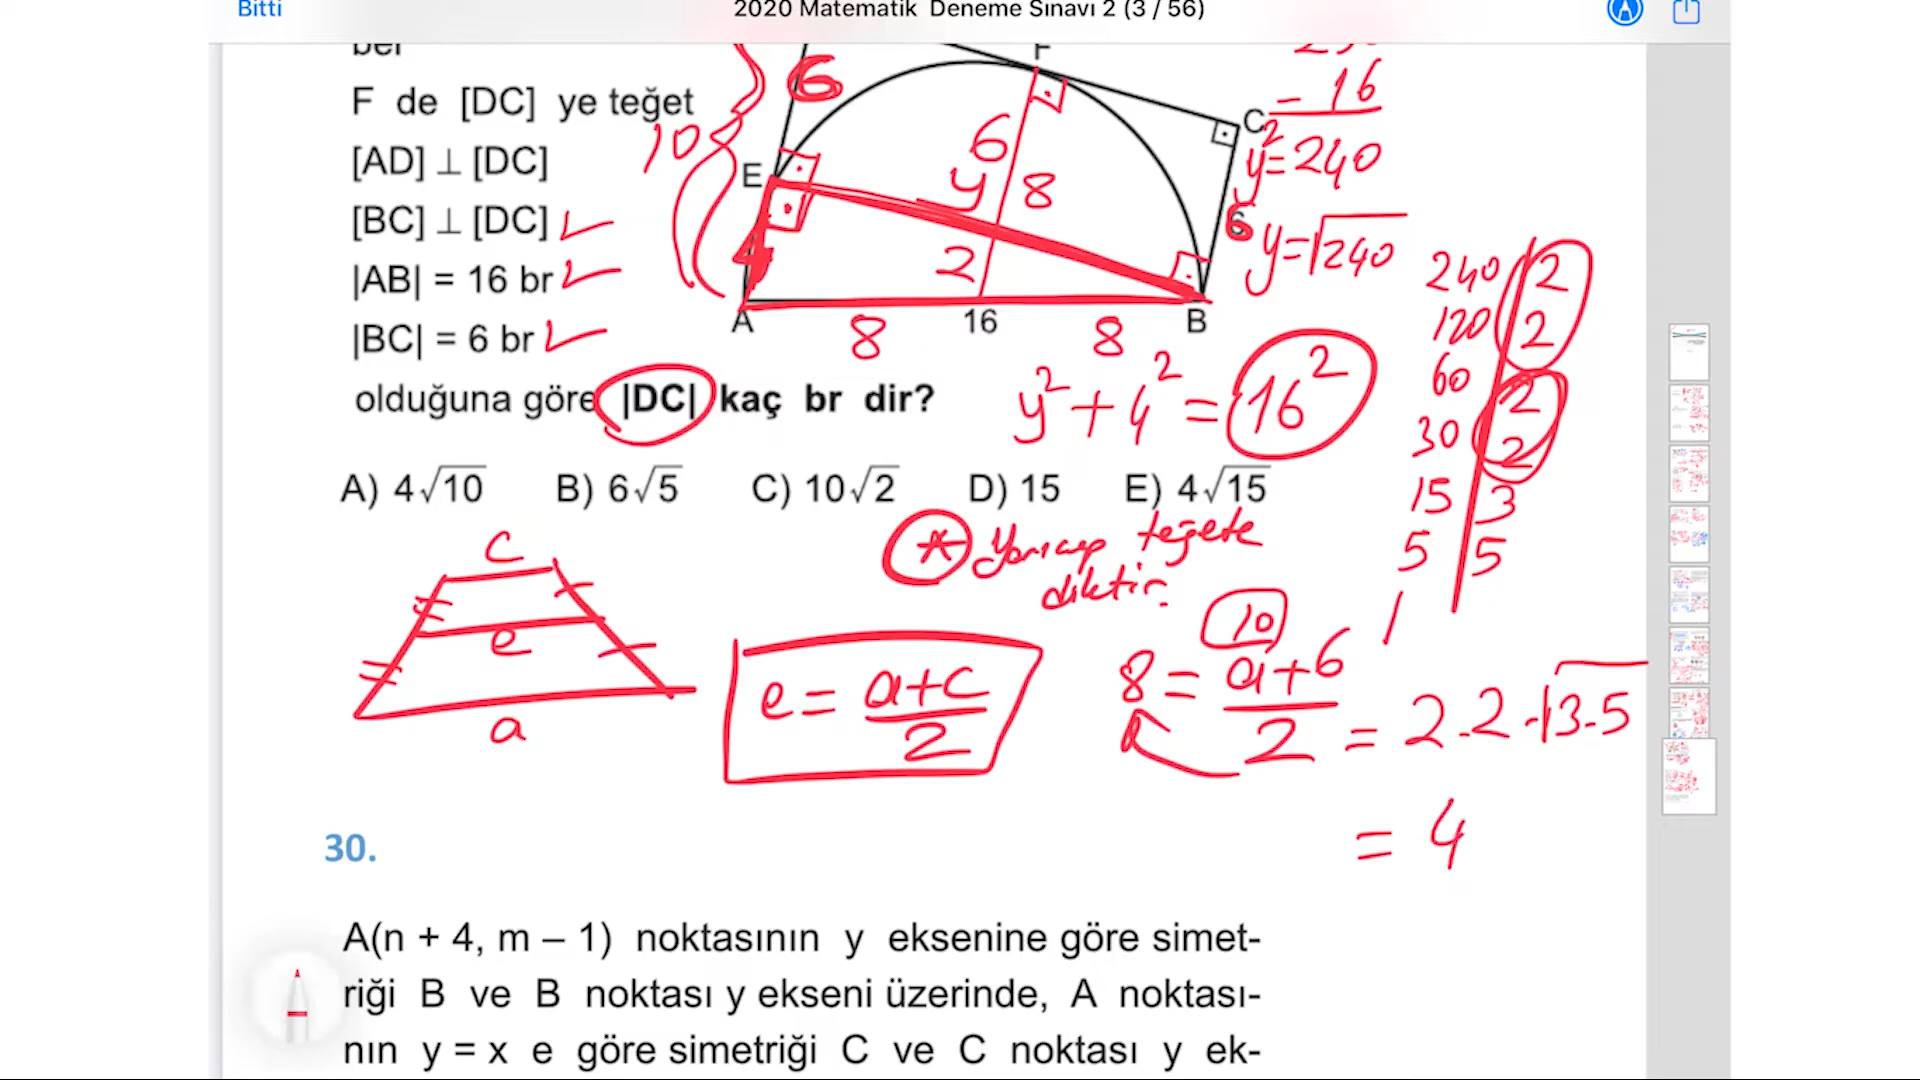 Bitti
2020 Matematik Deneme Sınavı 2 (3 / 56)
F de [DC] ye teğet
[AD] ⊥ [DC]
[BC] ⊥ [DC]
|AB| = 16 br
|BC| = 6 br
olduğuna göre |DC| kaç br dir?
A) 4√10 B) 6√5 C) 10√2 D) 15 E) 4√15
F
6
10
E
6
y
8
2
C
6
A
8
16
8
B
- 16
y² = 240
y = √240
y² + 4² = 16²
240 2
120 2
60 2
30 2
15 3
5 5
1
* Yarıçap teğete
diktir.
c
e
a
e = a+c / 2
10
8 = a+6 / 2
= 2.2.√3.5
= 4
30.
A(n + 4, m – 1) noktasının y eksenine göre simet-
riği B ve B noktası y ekseni üzerinde, A noktası-
nın y = x e göre simetriği C ve C noktası y ek-